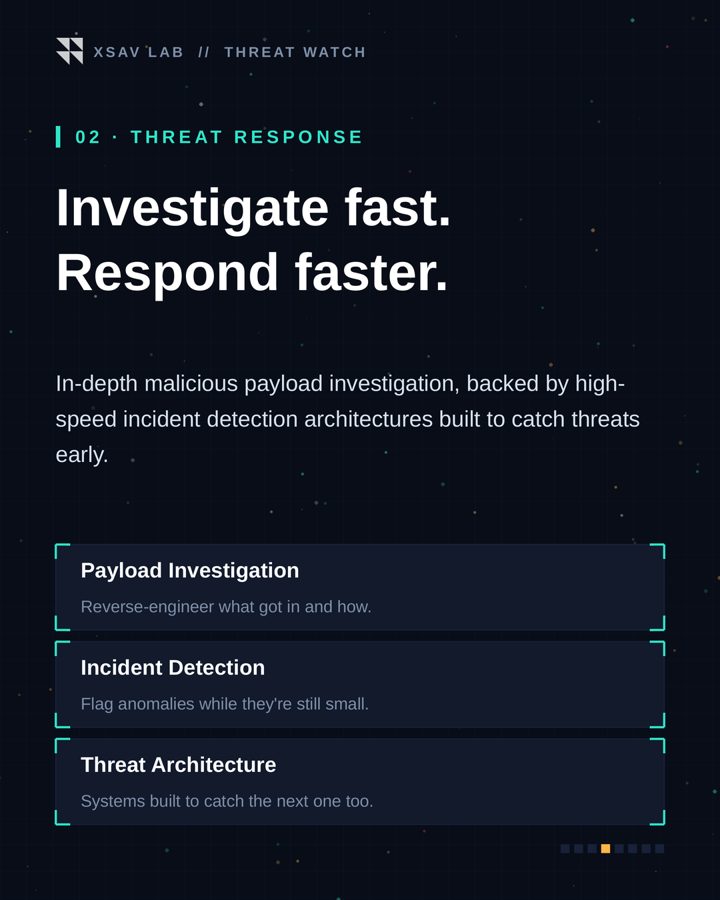 XSAV LAB // THREAT WATCH
02 · THREAT RESPONSE
Investigate fast.
Respond faster.
In-depth malicious payload investigation, backed by high-
speed incident detection architectures built to catch threats
early.
Payload Investigation
Reverse-engineer what got in and how.
Incident Detection
Flag anomalies while they're still small.
Threat Architecture
Systems built to catch the next one too.